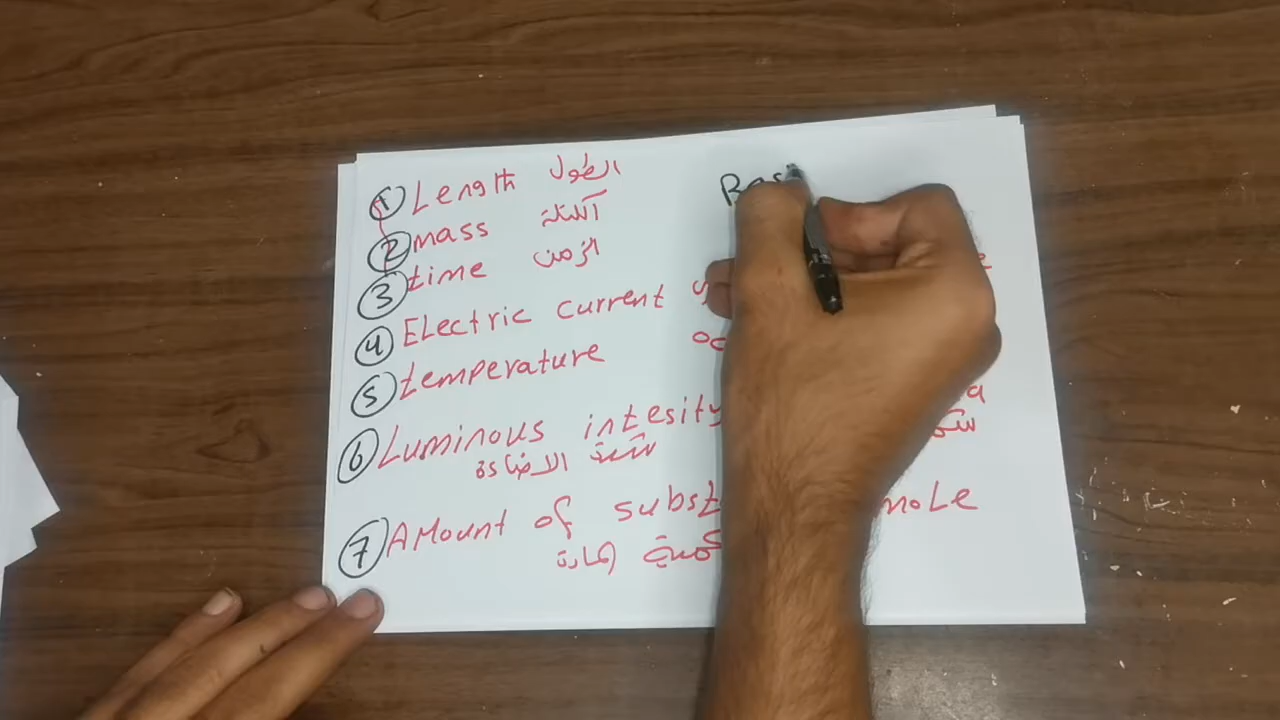 1 Length الطول
2 mass الكتلة
3 time الزمن
4 Electric current
5 temperature
6 Luminous intesity
شدة الاضاءة
7 Amount of subst mole
كمية المادة